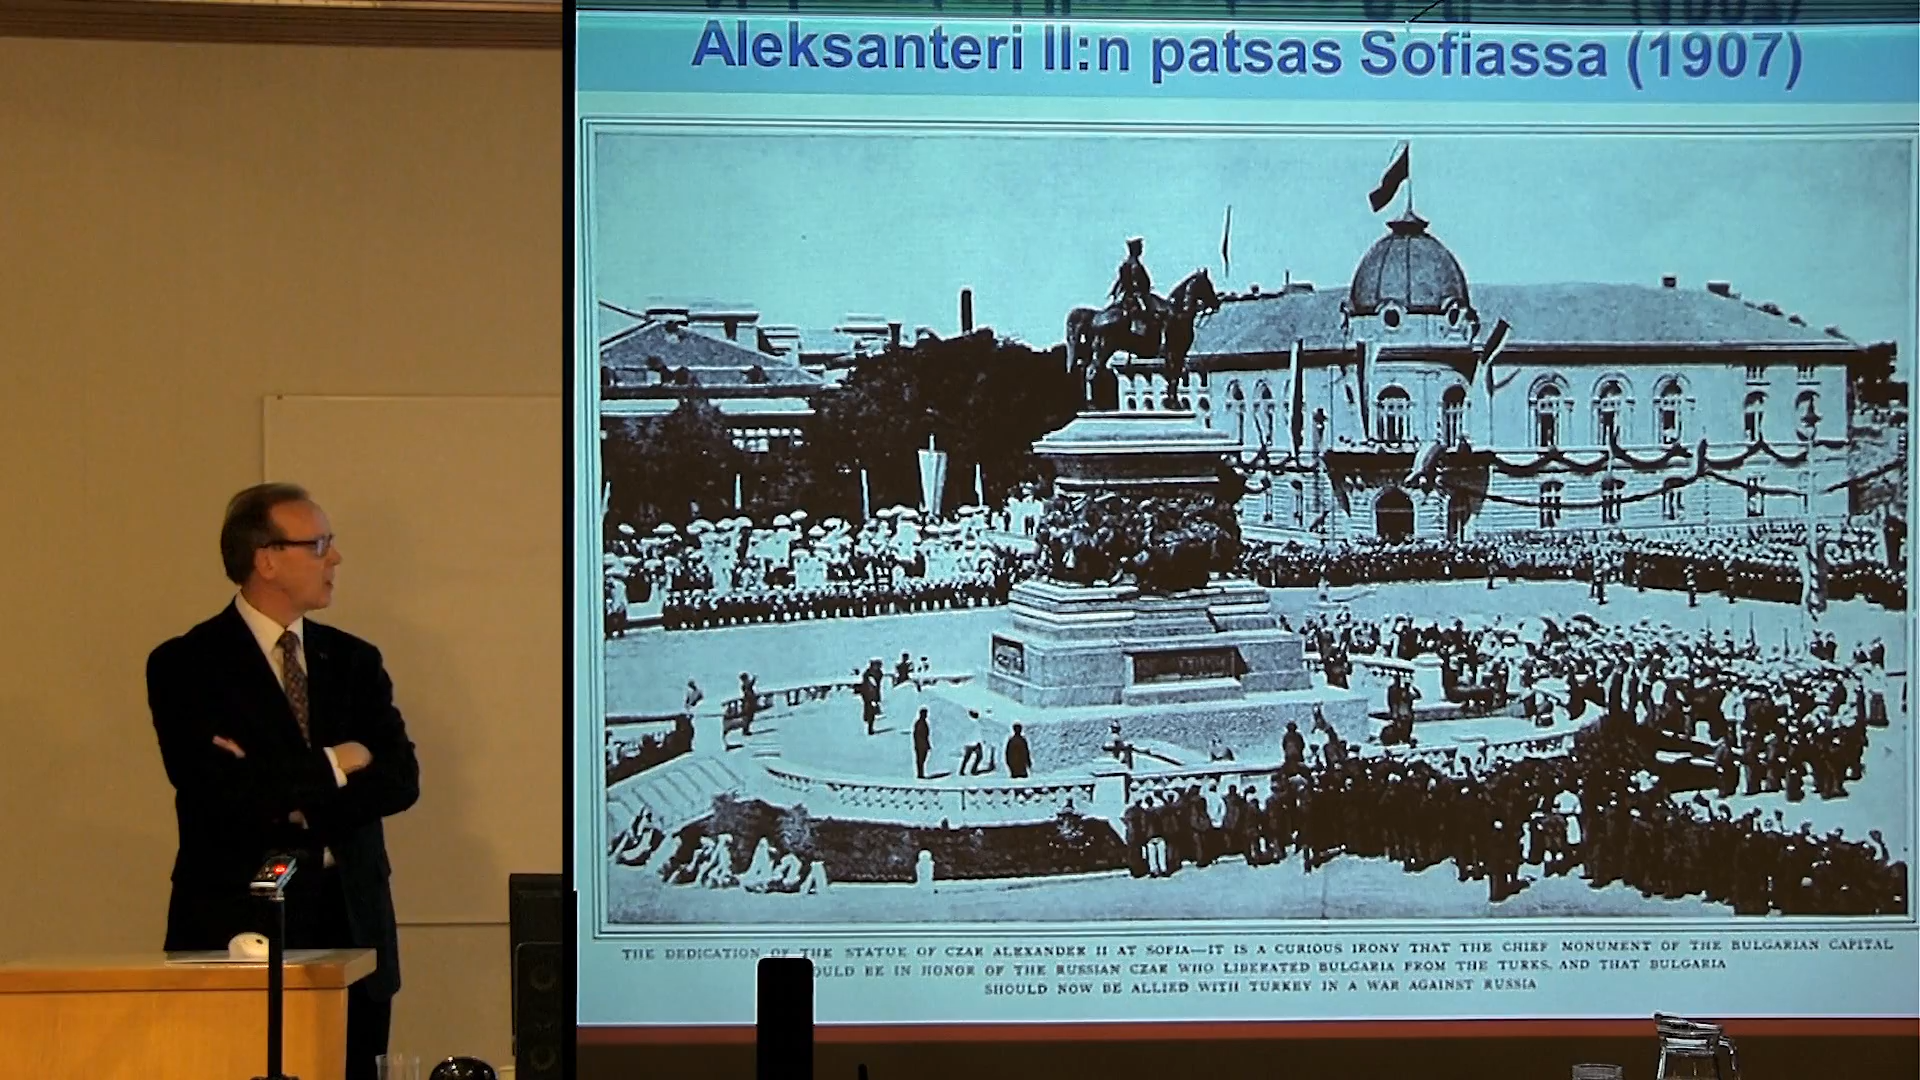 Aleksanteri II:n patsas Sofiassa (1907)
THE DEDICATION OF THE STATUE OF CZAR ALEXANDER II AT SOFIA—IT IS A CURIOUS IRONY THAT THE CHIEF MONUMENT OF THE BULGARIAN CAPITAL
OULD BE IN HONOR OF THE RUSSIAN CZAR WHO LIBERATED BULGARIA FROM THE TURKS, AND THAT BULGARIA
SHOULD NOW BE ALLIED WITH TURKEY IN A WAR AGAINST RUSSIA